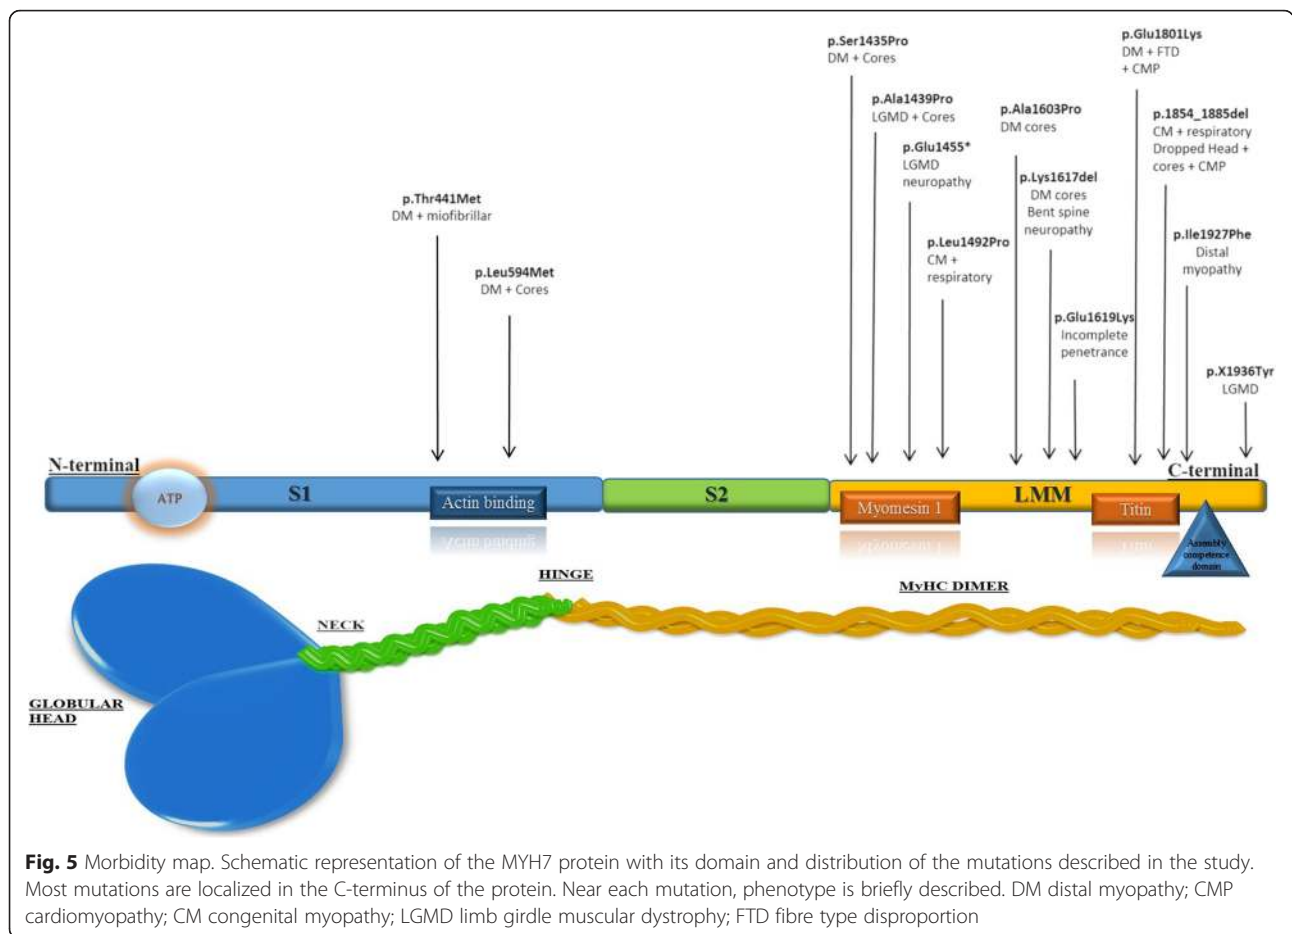 p.Ser1435Pro
DM + Cores
p.Ala1439Pro
LGMD + Cores
p.Glu1455*
LGMD
neuropathy
p.Leu1492Pro
CM +
respiratory
p.Ala1603Pro
DM cores
p.Lys1617del
DM cores
Bent spine
neuropathy
p.Glu1619Lys
Incomplete
penetrance
p.Glu1801Lys
DM + FTD
+ CMP
p.1854_1885del
CM + respiratory
Dropped Head +
cores + CMP
p.Ile1927Phe
Distal
myopathy
p.X1936Tyr
LGMD
p.Thr441Met
DM + miofibrillar
p.Leu594Met
DM + Cores
N-terminal
C-terminal
ATP
S1
Actin binding
S2
Myomesin 1
LMM
Titin
Assembly
competence
domain
HINGE
MyHC DIMER
NECK
GLOBULAR
HEAD
Fig. 5 Morbidity map. Schematic representation of the MYH7 protein with its domain and distribution of the mutations described in the study.
Most mutations are localized in the C-terminus of the protein. Near each mutation, phenotype is briefly described. DM distal myopathy; CMP
cardiomyopathy; CM congenital myopathy; LGMD limb girdle muscular dystrophy; FTD fibre type disproportion